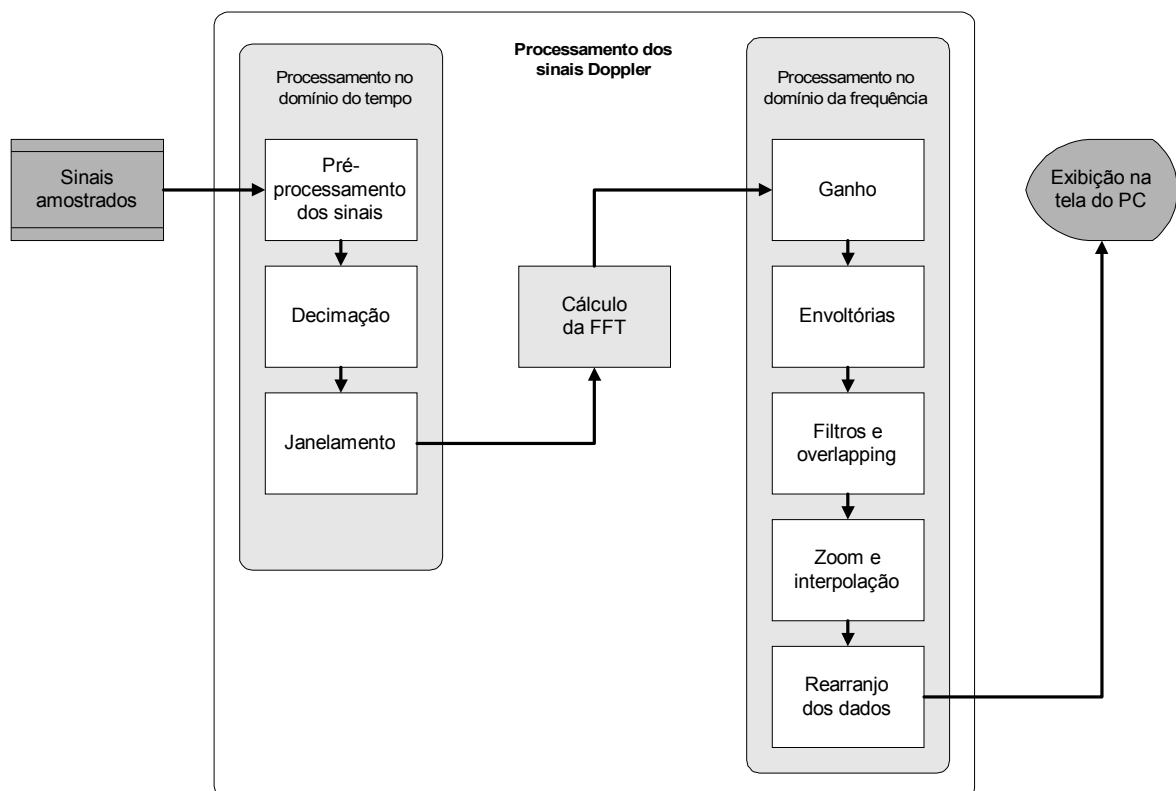 Processamento dos
sinais Doppler
Sinais
amostrados
Processamento no
domínio do tempo
Pré-
processamento
dos sinais
Decimação
Janelamento
Cálculo
da FFT
Processamento no
domínio da frequência
Ganho
Envoltórias
Filtros e
overlapping
Zoom e
interpolação
Rearranjo
dos dados
Exibição na
tela do PC